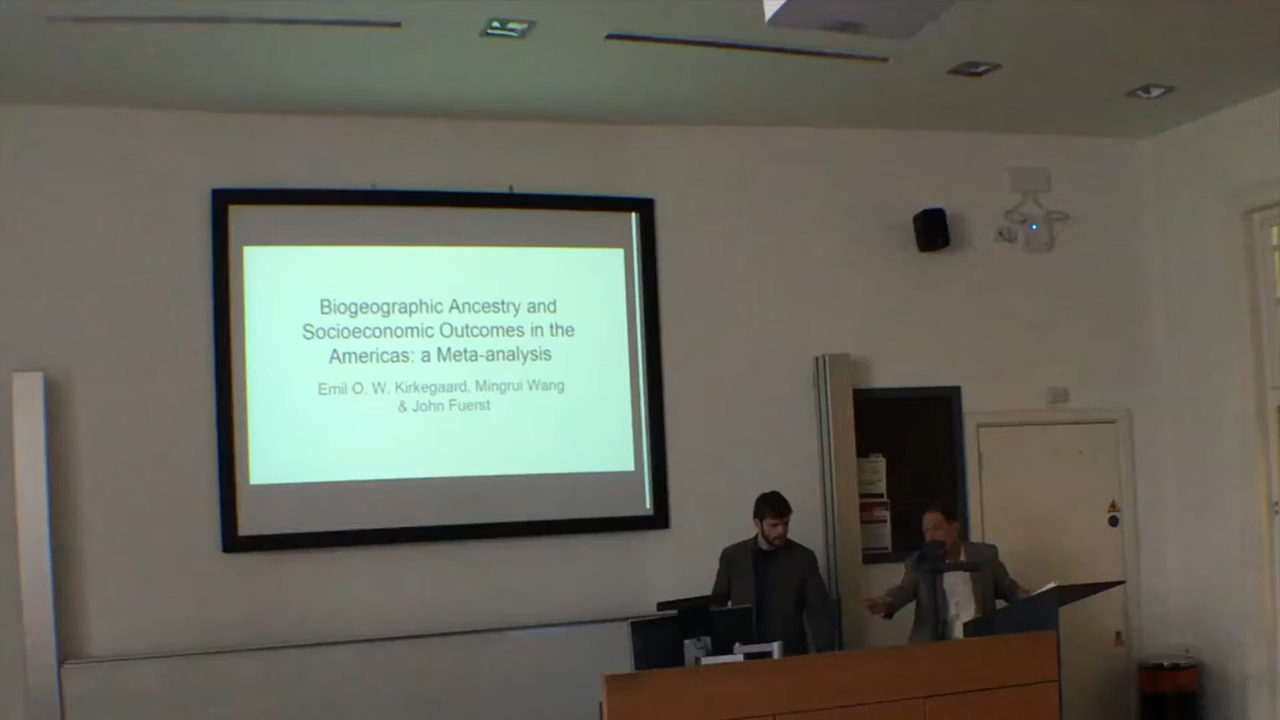 Biogeographic Ancestry and
Socioeconomic Outcomes in the
Americas: a Meta-analysis
Emil O. W. Kirkegaard, Mingrui Wang
& John Fuerst